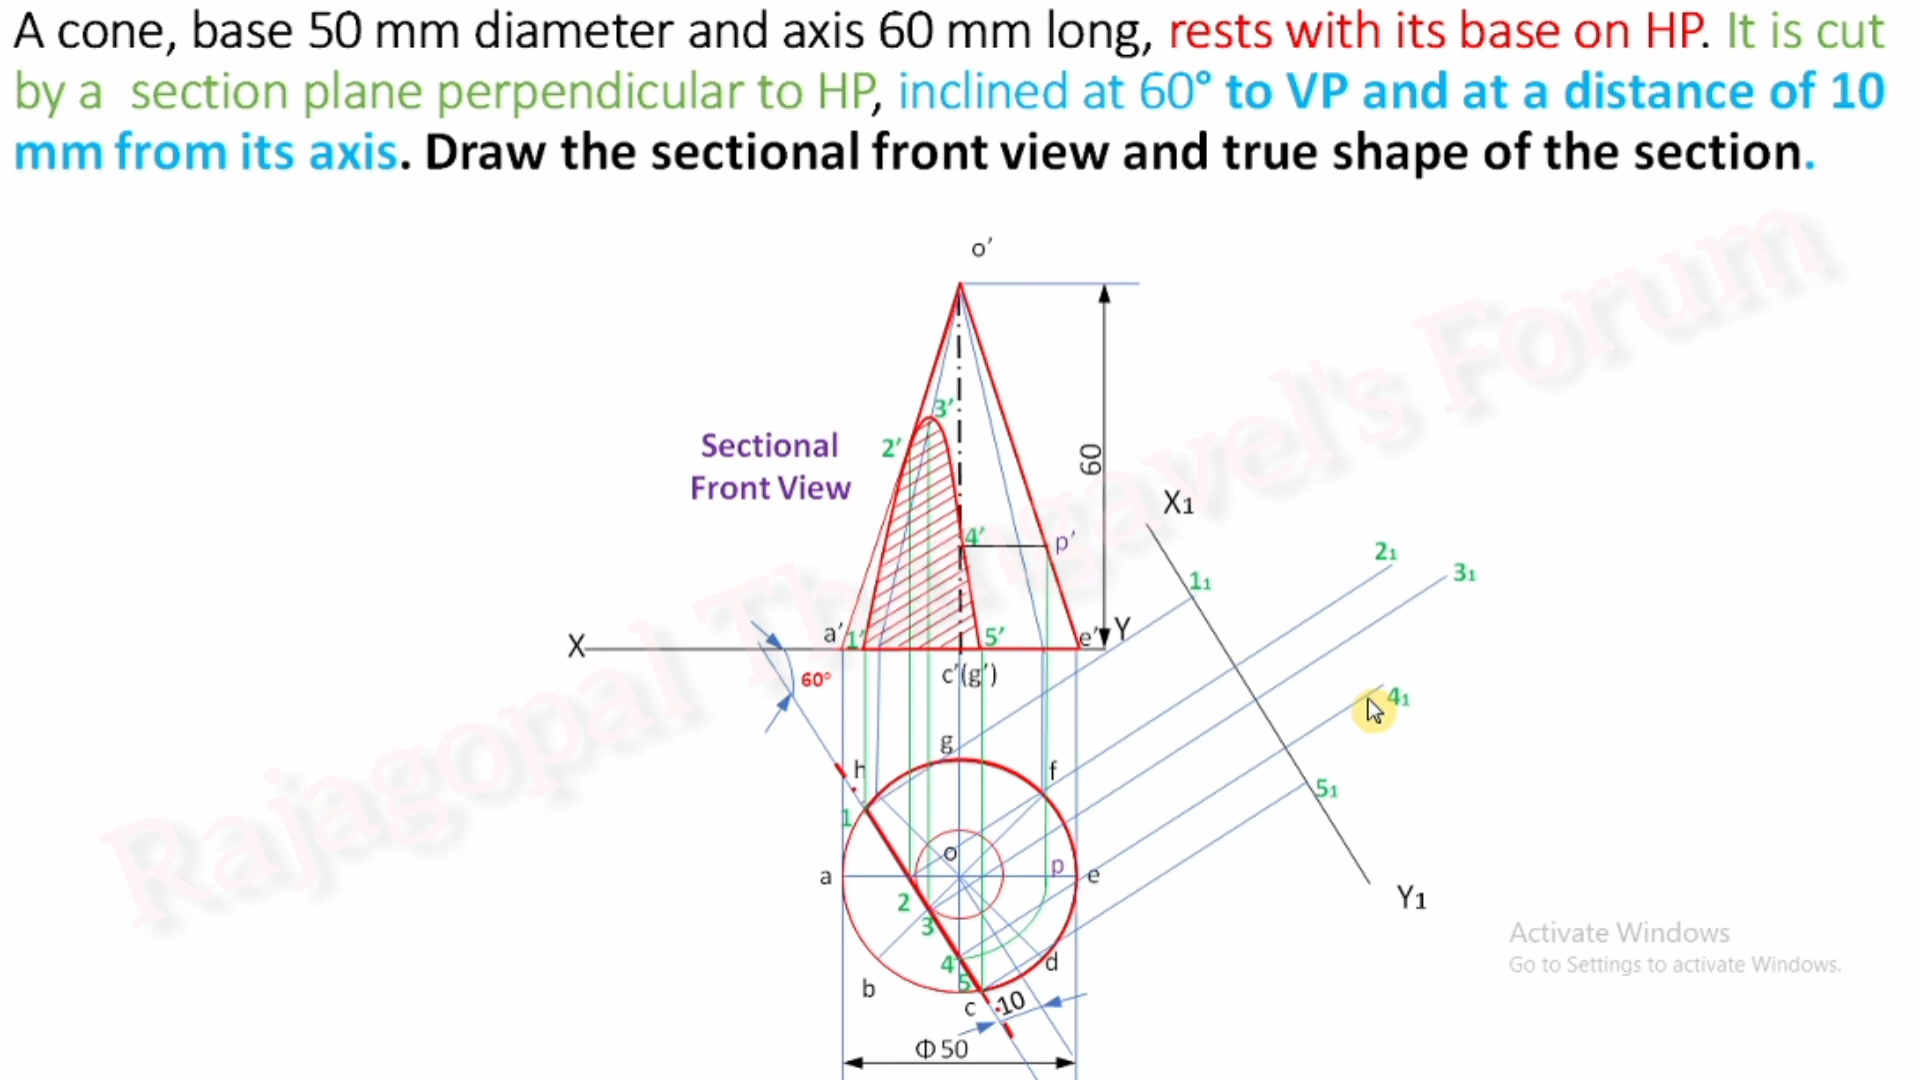 A cone, base 50 mm diameter and axis 60 mm long, rests with its base on HP. It is cut
by a section plane perpendicular to HP, inclined at 60° to VP and at a distance of 10
mm from its axis. Draw the sectional front view and true shape of the section.
Rajagopal Thangavel's Forum
o'
3'
Sectional
2'
Front View
60
X1
4'
p'
21
31
11
a'
1'
5'
e'
Y
X
c'(g')
60°
41
g
h
f
51
1
o
p
a
e
2
Y1
3
4
d
5
b
c
10
Activate Windows
Go to Settings to activate Windows.
Φ50